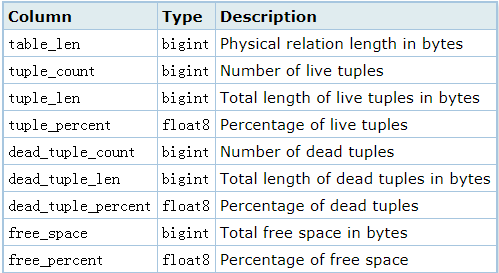 Column Type Description
table_len bigint Physical relation length in bytes
tuple_count bigint Number of live tuples
tuple_len bigint Total length of live tuples in bytes
tuple_percent float8 Percentage of live tuples
dead_tuple_count bigint Number of dead tuples
dead_tuple_len bigint Total length of dead tuples in bytes
dead_tuple_percent float8 Percentage of dead tuples
free_space bigint Total free space in bytes
free_percent float8 Percentage of free space